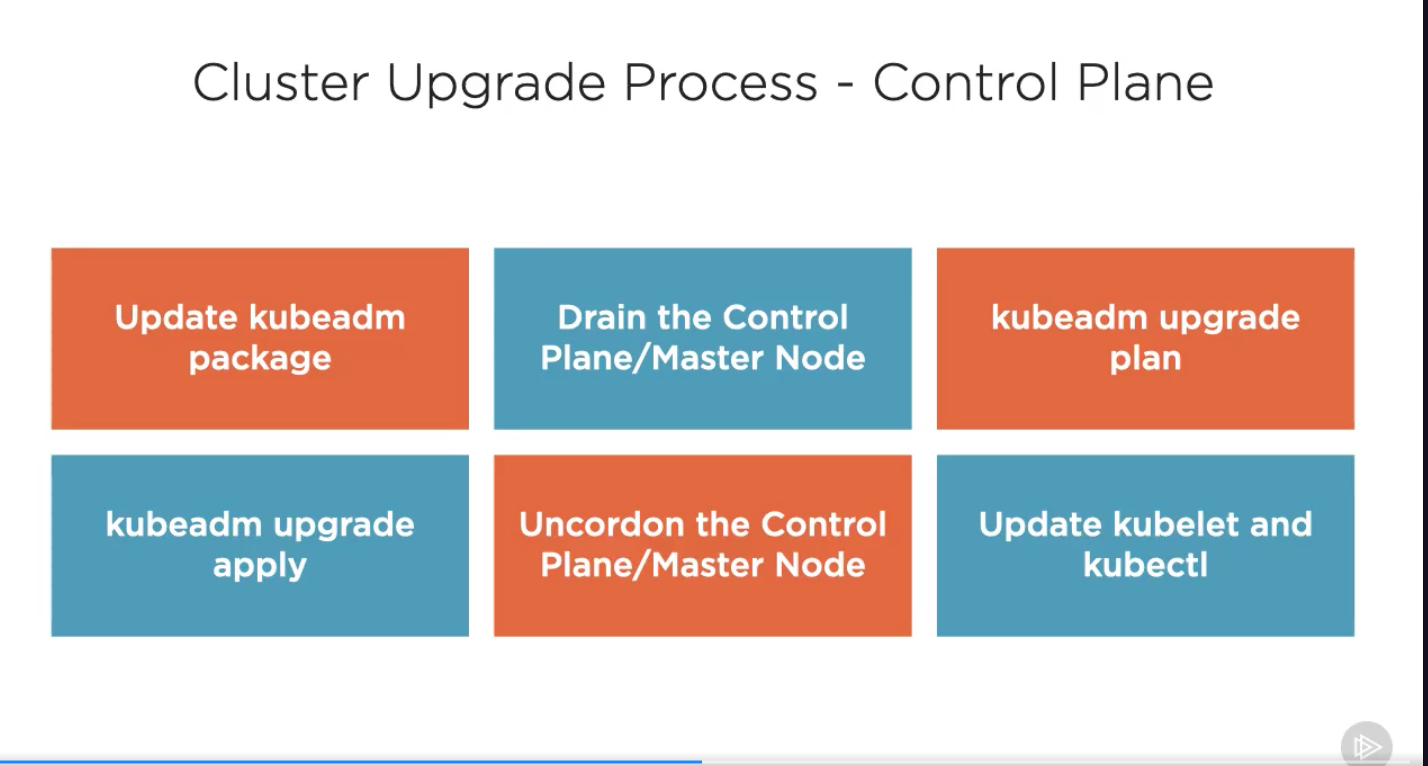 Cluster Upgrade Process - Control Plane
Update kubeadm
package
Drain the Control
Plane/Master Node
kubeadm upgrade
plan
kubeadm upgrade
apply
Uncordon the Control
Plane/Master Node
Update kubelet and
kubectl